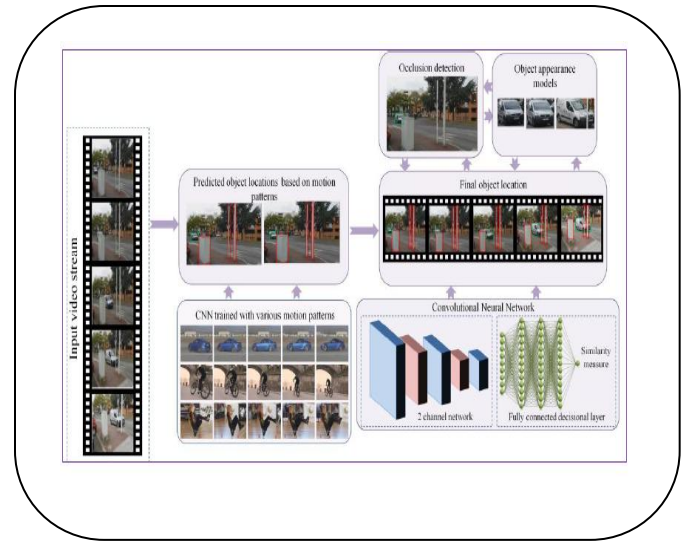 Input video stream
Predicted object locations based on motion
patterns
CNN trained with various motion patterns
Occlusion detection
Object appearance
models
Final object location
Convolutional Neural Network
2 channel network
Similarity
measure
Fully connected decisional layer